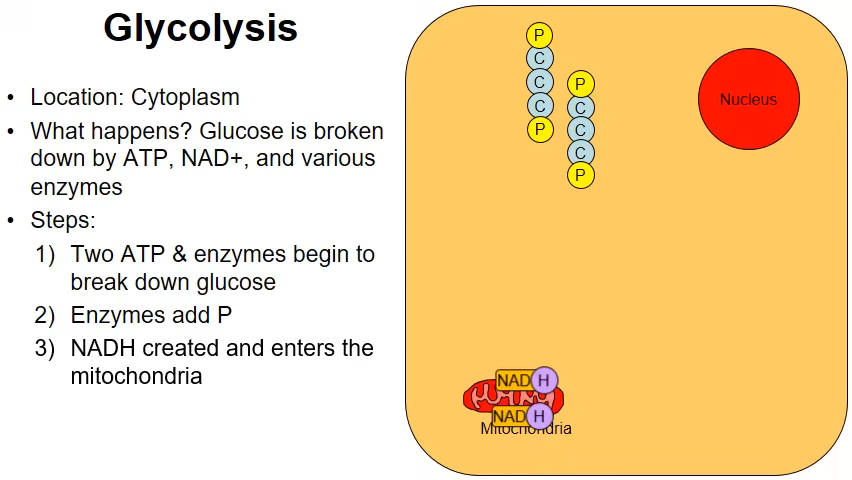 Glycolysis
• Location: Cytoplasm
• What happens? Glucose is broken
down by ATP, NAD+, and various
enzymes
• Steps:
1) Two ATP & enzymes begin to
break down glucose
2) Enzymes add P
3) NADH created and enters the
mitochondria
P
C
C
C
P
P
C
C
C
P
Nucleus
NAD H
NAD H
Mitochondria